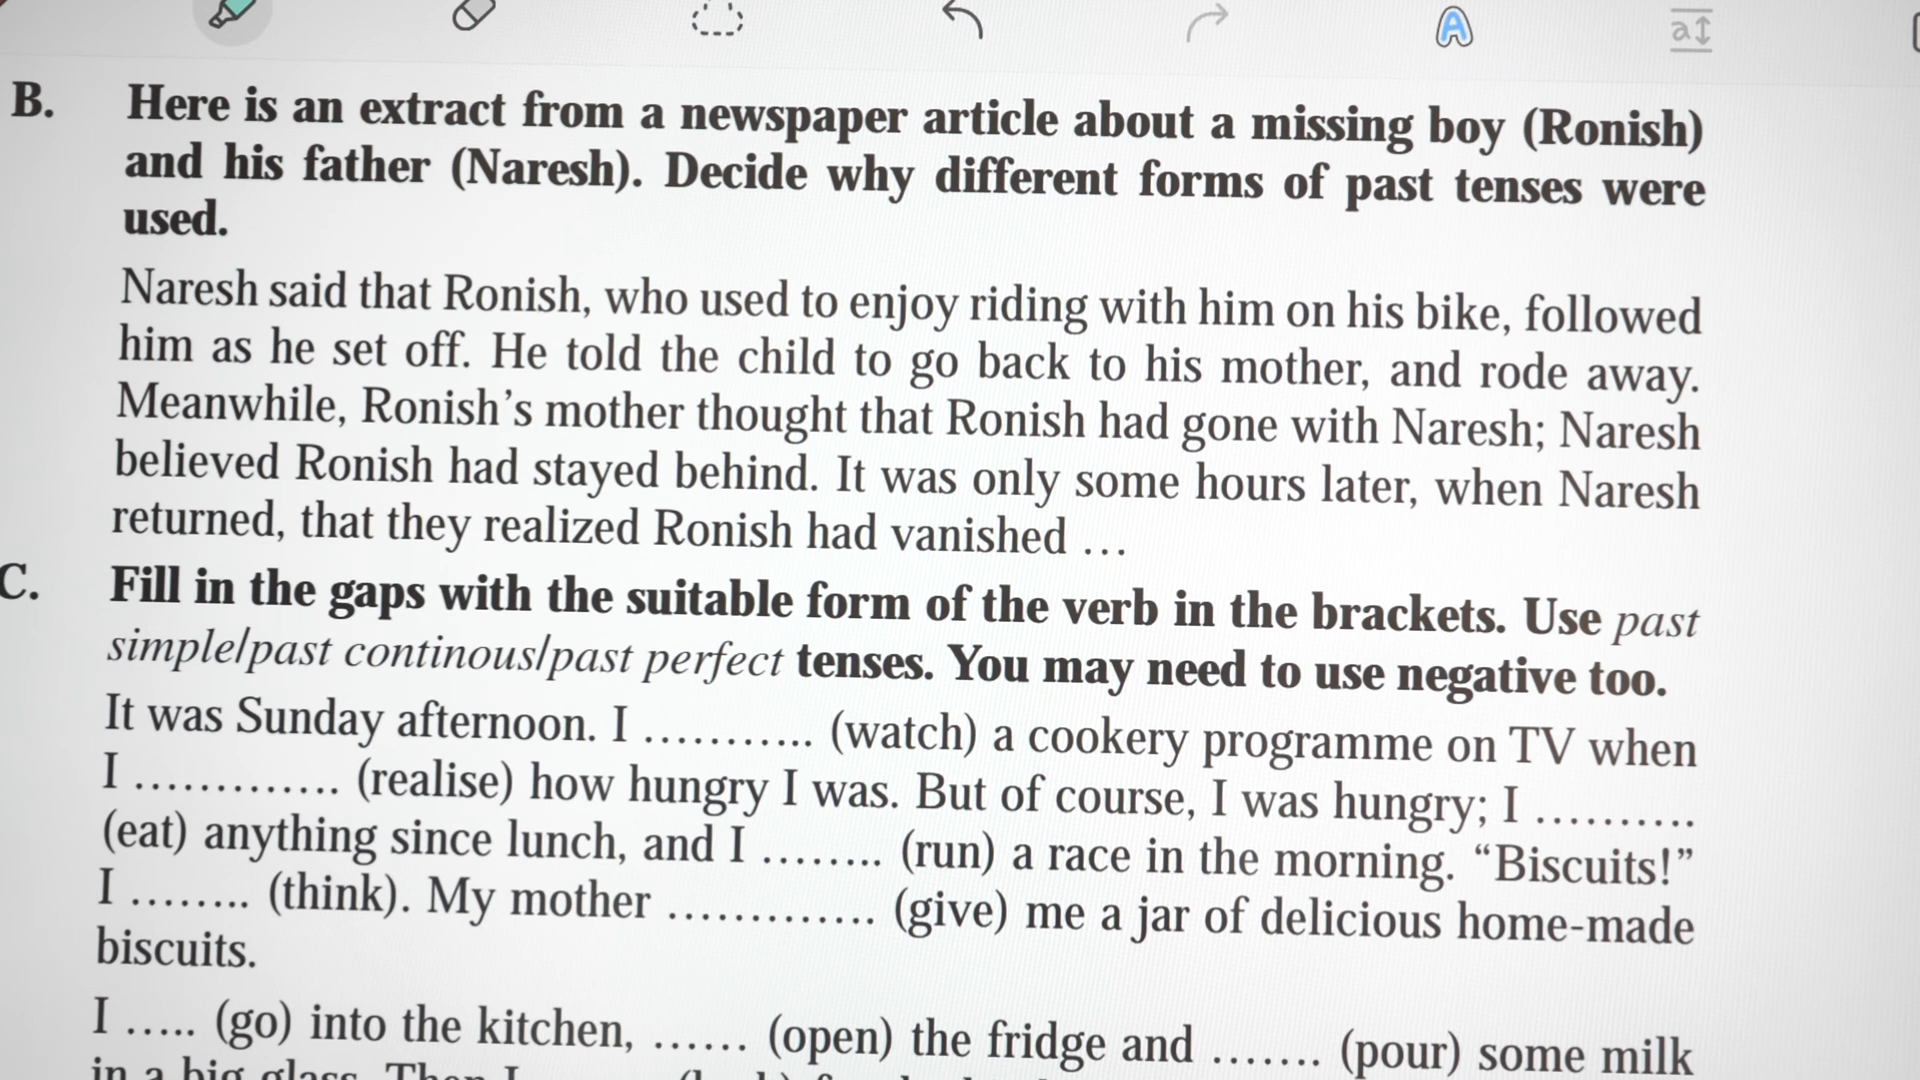 A
a
B. Here is an extract from a newspaper article about a missing boy (Ronish)
and his father (Naresh). Decide why different forms of past tenses were
used.
Naresh said that Ronish, who used to enjoy riding with him on his bike, followed
him as he set off. He told the child to go back to his mother, and rode away.
Meanwhile, Ronish’s mother thought that Ronish had gone with Naresh; Naresh
believed Ronish had stayed behind. It was only some hours later, when Naresh
returned, that they realized Ronish had vanished …
C. Fill in the gaps with the suitable form of the verb in the brackets. Use past
simple/past continous/past perfect tenses. You may need to use negative too.
It was Sunday afternoon. I ........... (watch) a cookery programme on TV when
I ............. (realise) how hungry I was. But of course, I was hungry; I ..........
(eat) anything since lunch, and I ........ (run) a race in the morning. “Biscuits!”
I ........ (think). My mother ............. (give) me a jar of delicious home-made
biscuits.
I ..... (go) into the kitchen, ...... (open) the fridge and ....... (pour) some milk
in a big glass. Then I